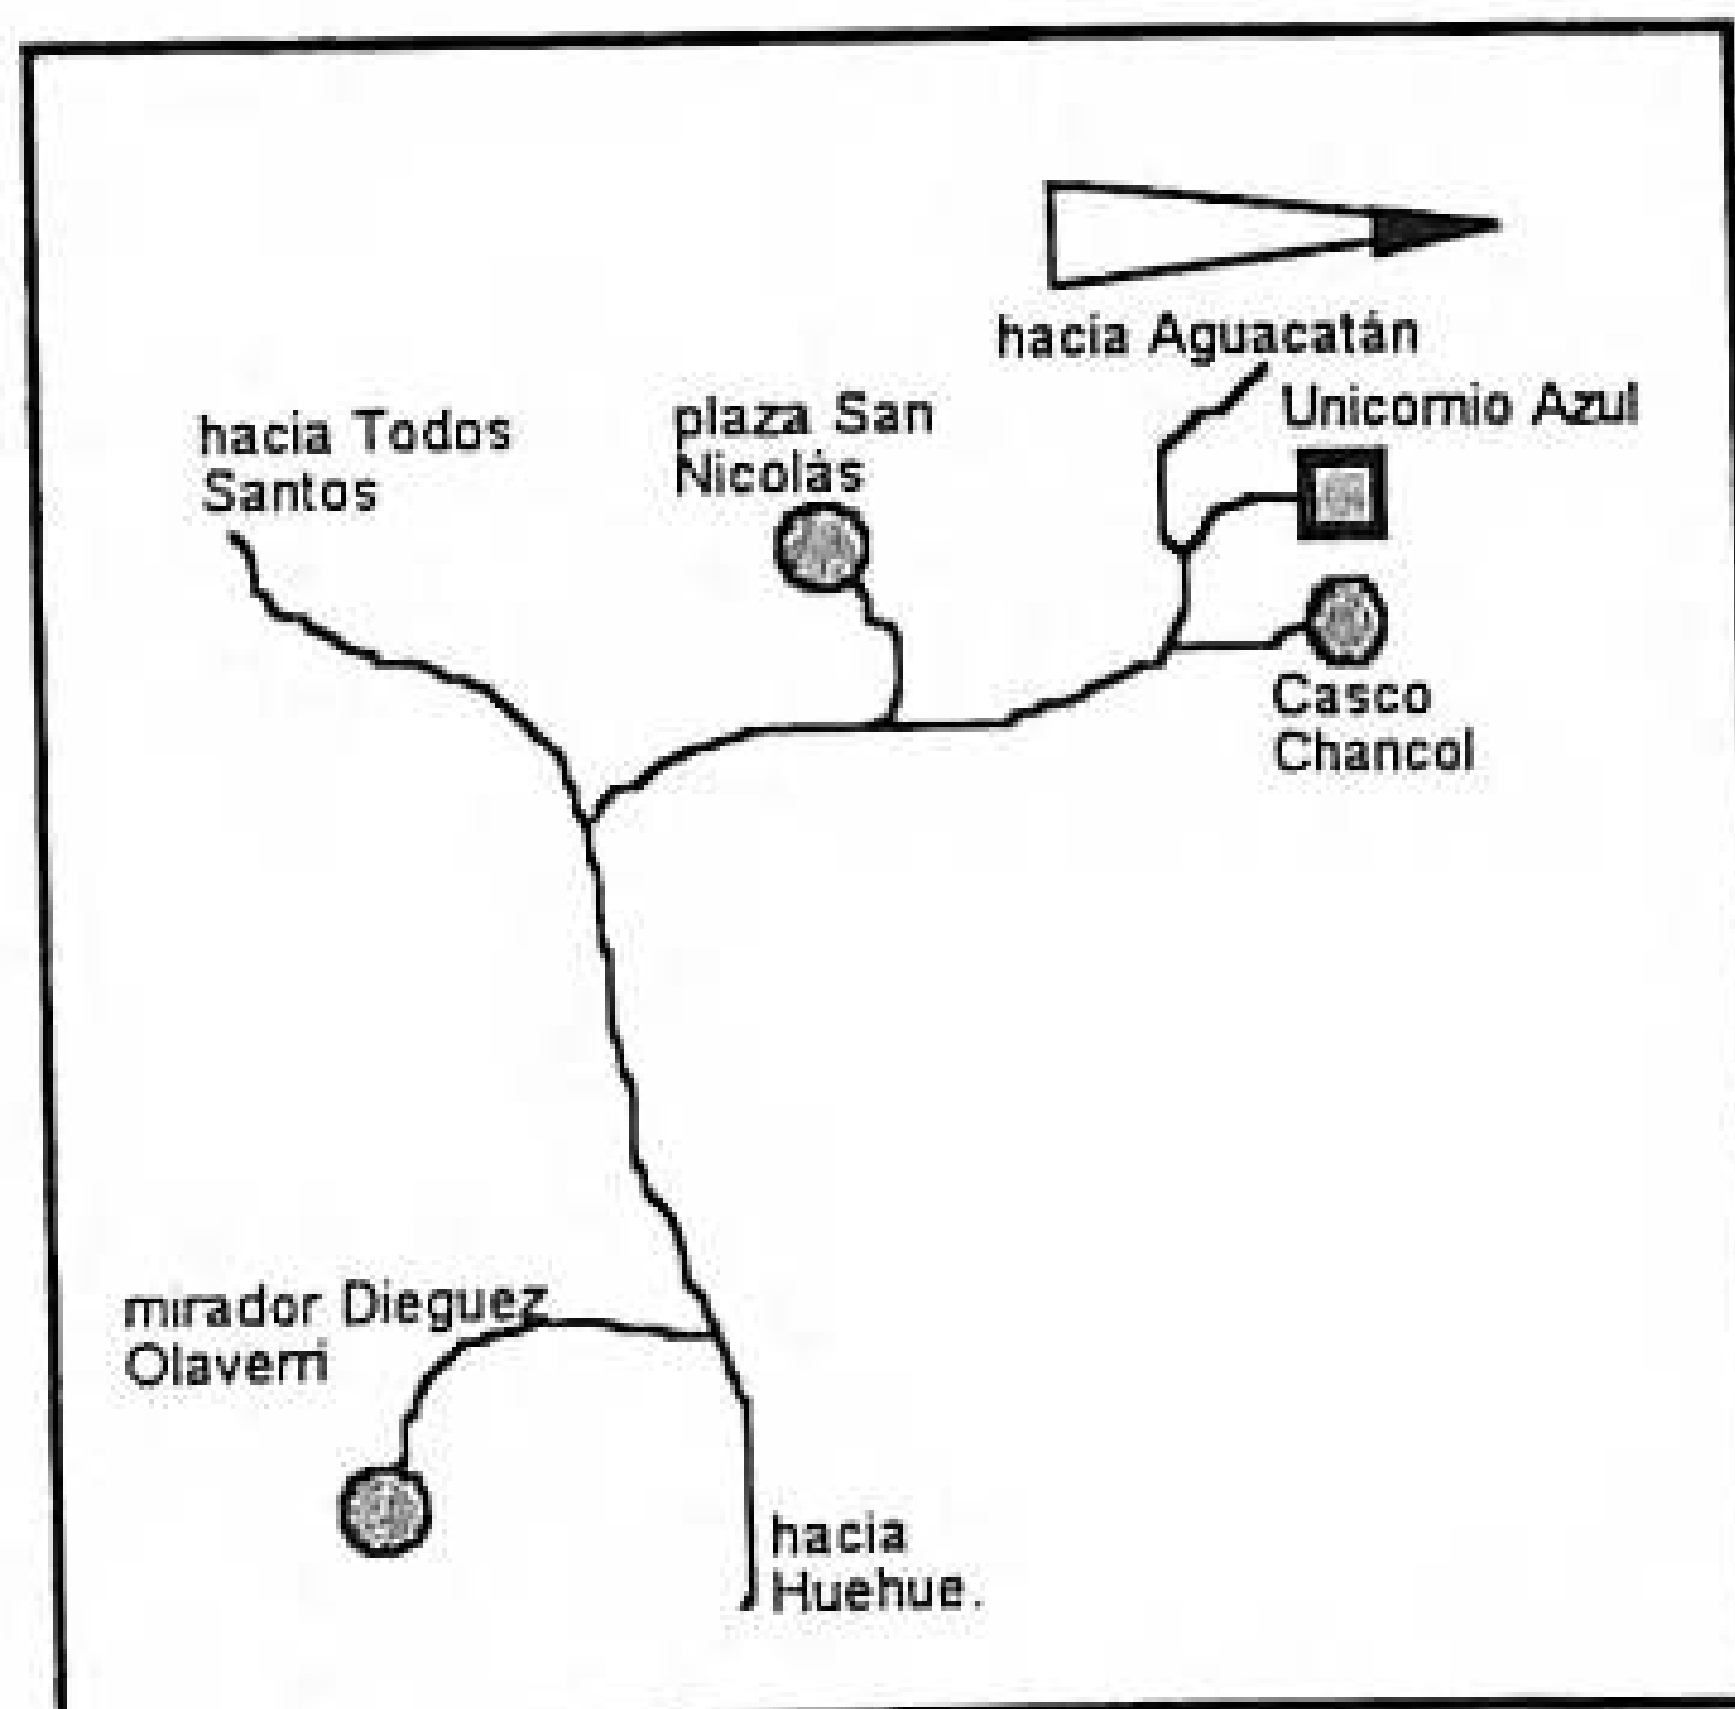 hacia Aguacatán
Unicornio Azul
plaza San
Nicolás
hacia Todos
Santos
Casco
Chancol
mirador Dieguez
Olaverri
hacia
Huehue.